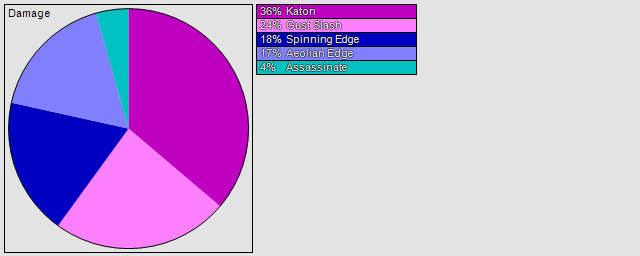 Damage
36% Katon
24% Gust Slash
18% Spinning Edge
17% Aeolian Edge
4% Assassinate